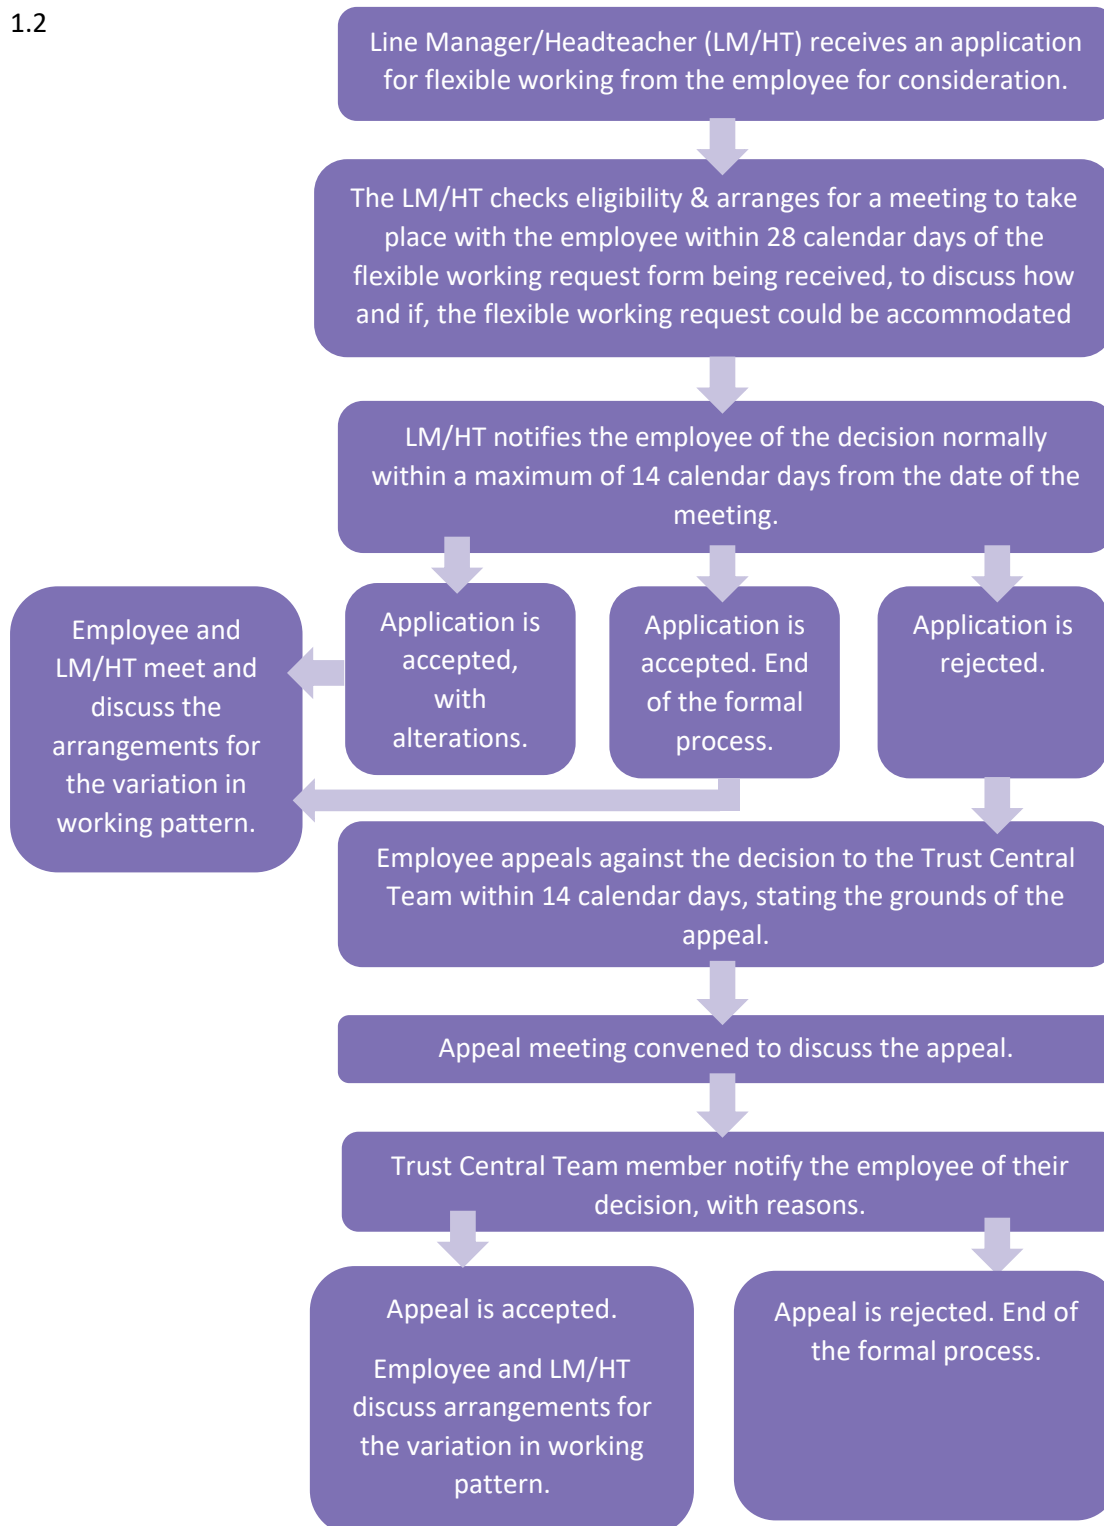 1.2
Line Manager/Headteacher (LM/HT) receives an application
for flexible working from the employee for consideration.
The LM/HT checks eligibility & arranges for a meeting to take
place with the employee within 28 calendar days of the
flexible working request form being received, to discuss how
and if, the flexible working request could be accommodated
LM/HT notifies the employee of the decision normally
within a maximum of 14 calendar days from the date of the
meeting.
Employee and
LM/HT meet and
discuss the
arrangements for
the variation in
working pattern.
Application is
accepted,
with
alterations.
Application is
accepted. End
of the formal
process.
Application is
rejected.
Employee appeals against the decision to the Trust Central
Team within 14 calendar days, stating the grounds of the
appeal.
Appeal meeting convened to discuss the appeal.
Trust Central Team member notify the employee of their
decision, with reasons.
Appeal is accepted.
Employee and LM/HT
discuss arrangements for
the variation in working
pattern.
Appeal is rejected. End of
the formal process.